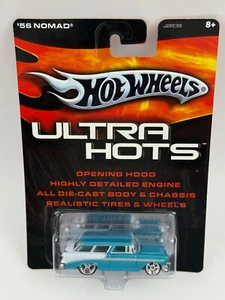 '56 NOMAD®
8+
HOT WHEELS
ULTRA
HOTS™
OPENING HOOD
HIGHLY DETAILED ENGINE
ALL DIE-CAST BODY & CHASSIS
REALISTIC TIRES & WHEELS